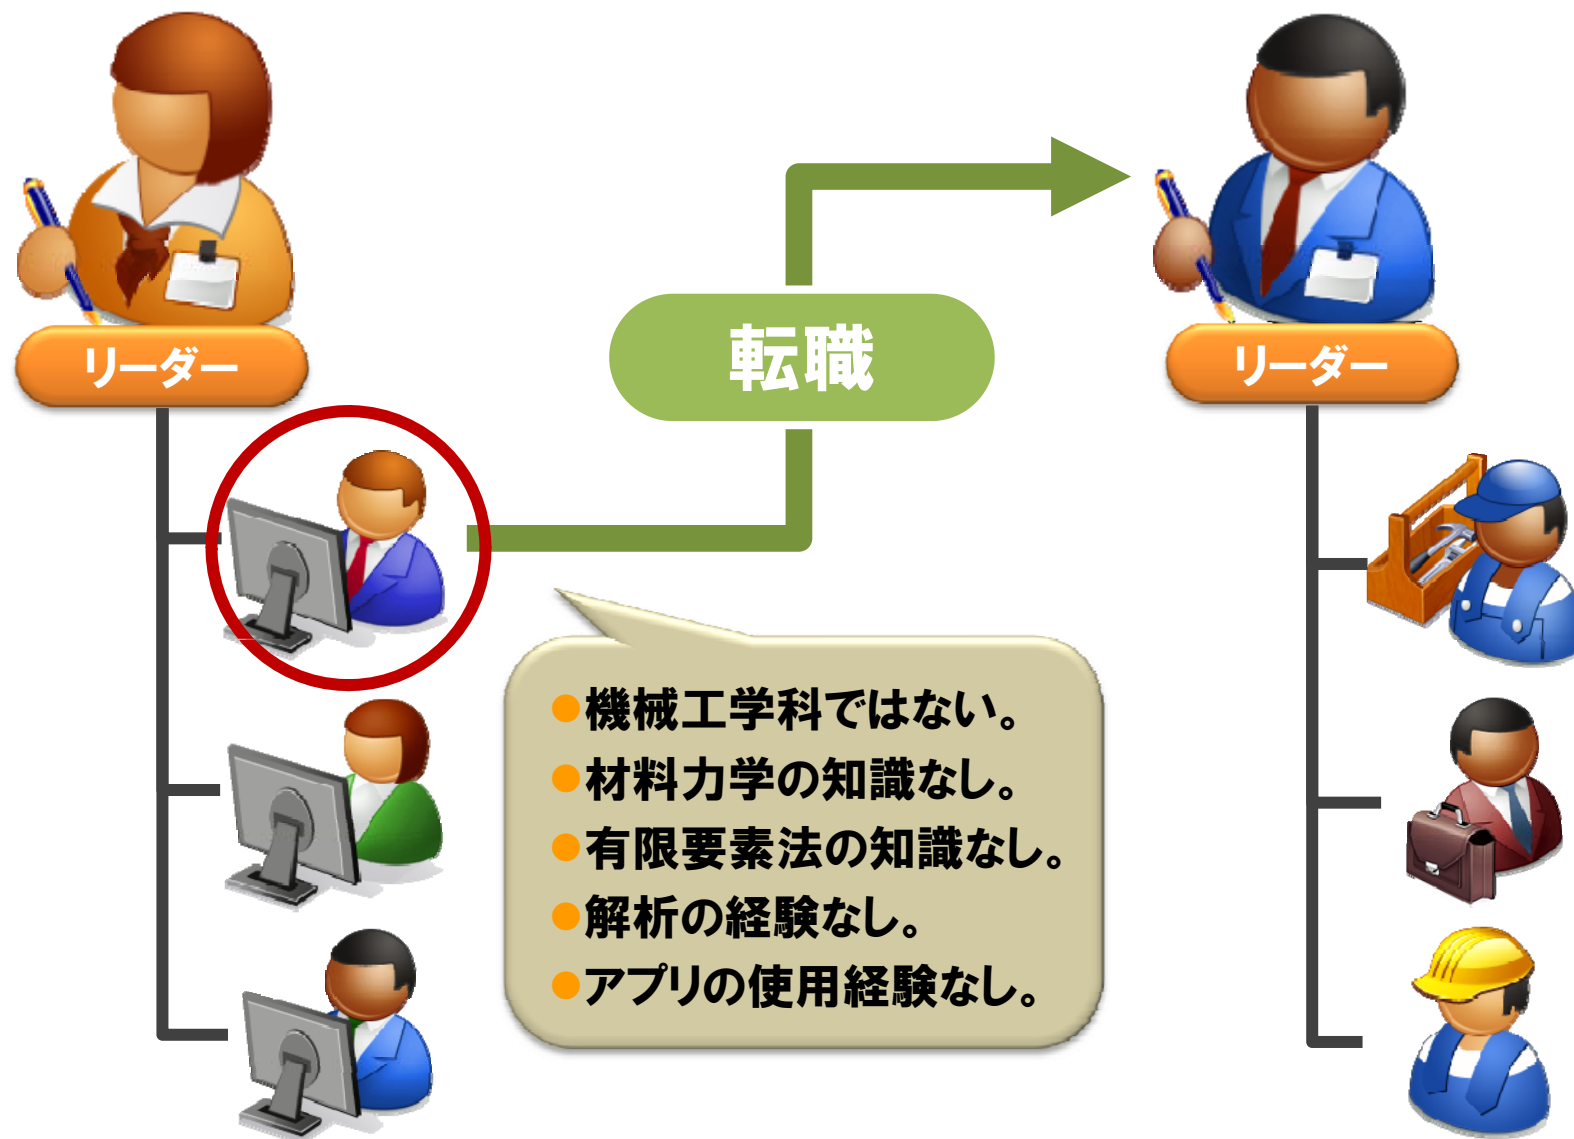 リーダー
転職
リーダー
●機械工学科ではない。
●材料力学の知識なし。
●有限要素法の知識なし。
●解析の経験なし。
●アプリの使用経験なし。